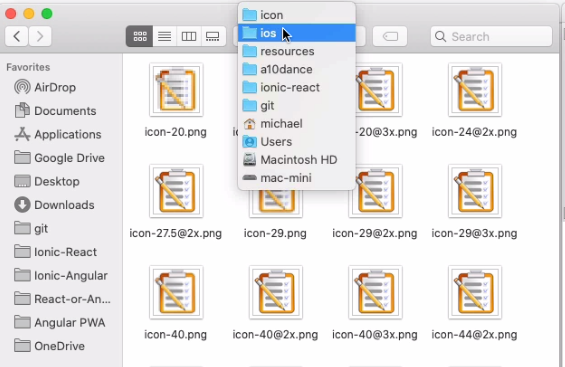 icon
ios
resources
a10dance
ionic-react
git
michael
Users
Macintosh HD
mac-mini
Search
Favorites
AirDrop
Documents
Applications
Google Drive
Desktop
Downloads
git
Ionic-React
Ionic-Angular
React-or-An...
Angular PWA
OneDrive
icon-20.png
-20@3x.png
icon-24@2x.png
icon-27.5@2x.png
icon-29.png
icon-29@2x.png
icon-29@3x.png
icon-40.png
icon-40@2x.png
icon-40@3x.png
icon-44@2x.png